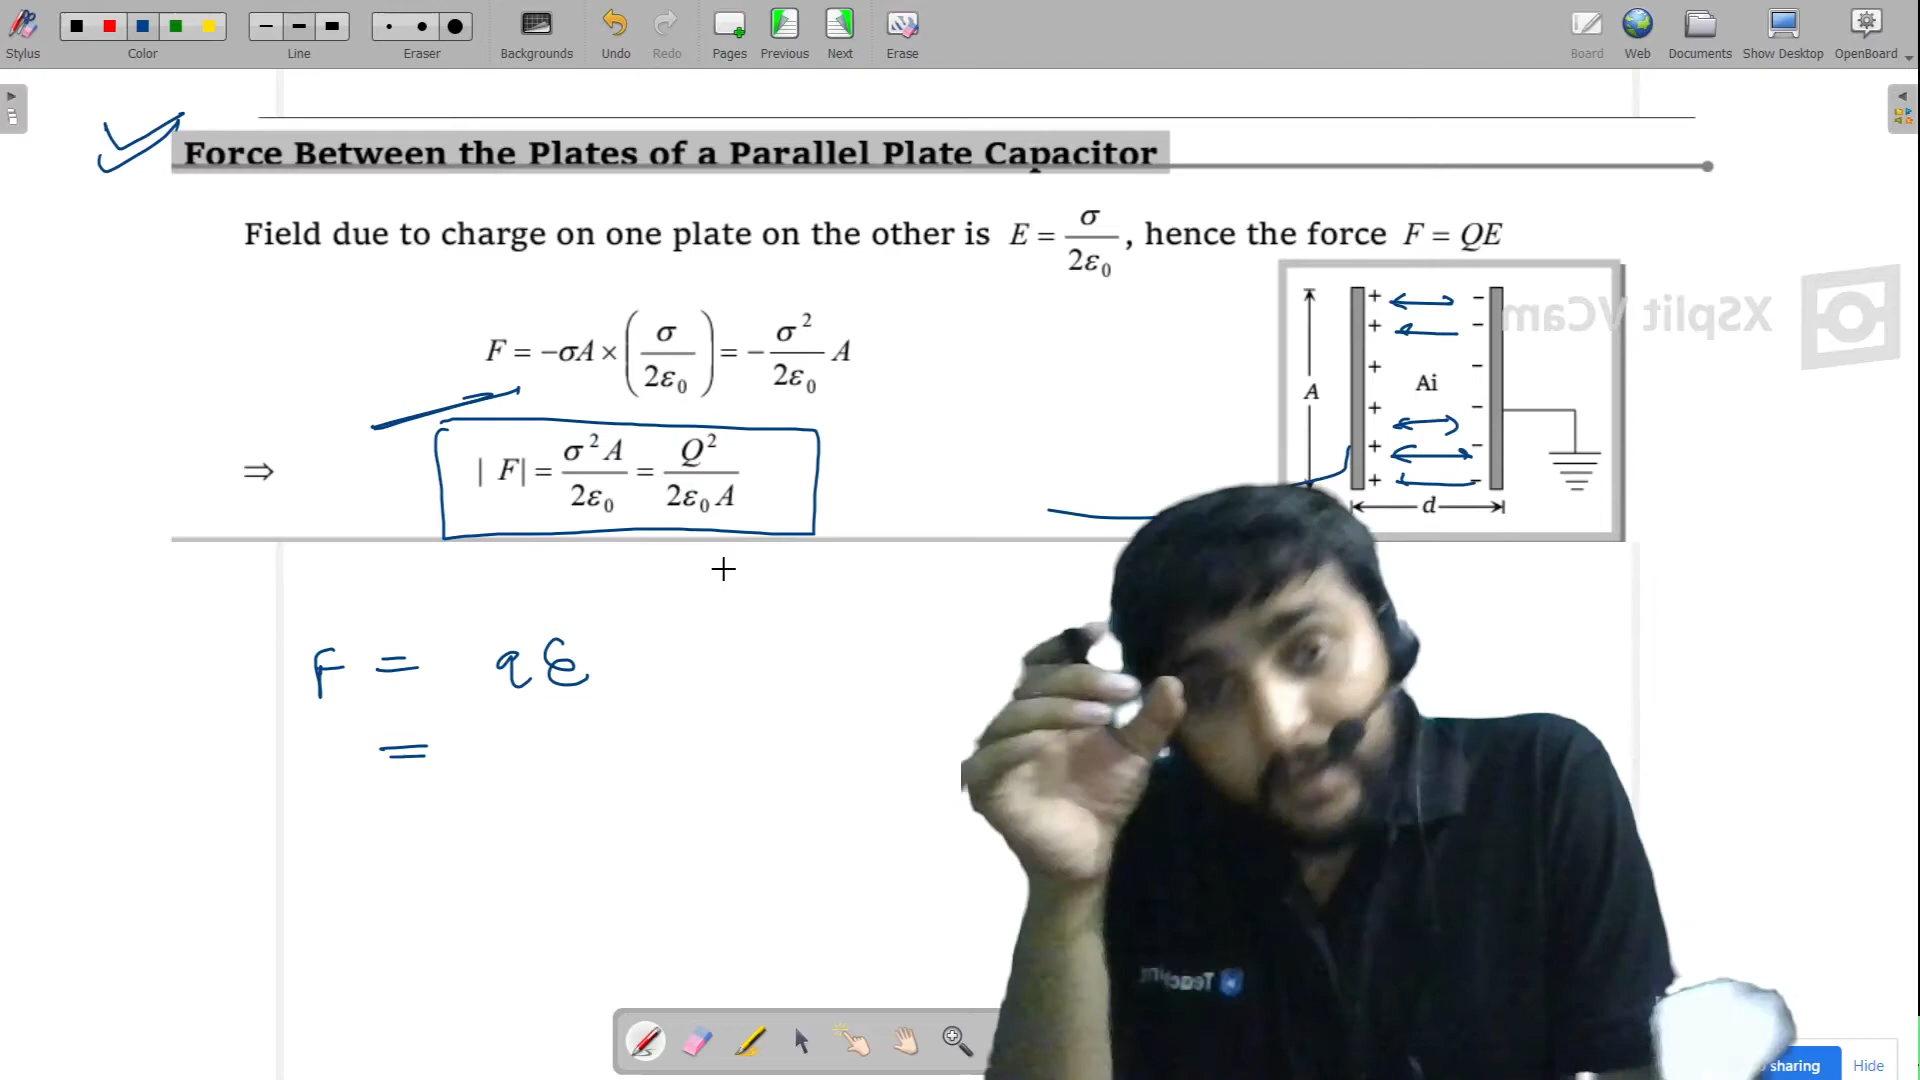 Stylus Color Line Eraser Backgrounds Undo Redo Pages Previous Next Erase Board Web Documents Show Desktop OpenBoard
Force Between the Plates of a Parallel Plate Capacitor
Field due to charge on one plate on the other is E = σ/2ε₀, hence the force F = QE
F = −σA × (σ/2ε₀) = − σ²/2ε₀ A
⇒ | F| = σ²A/2ε₀ = Q²/2ε₀A
A
+ + + + + +
Ai
− − − − − −
d
XSplit VCam
F = qE
=
sharing Hide